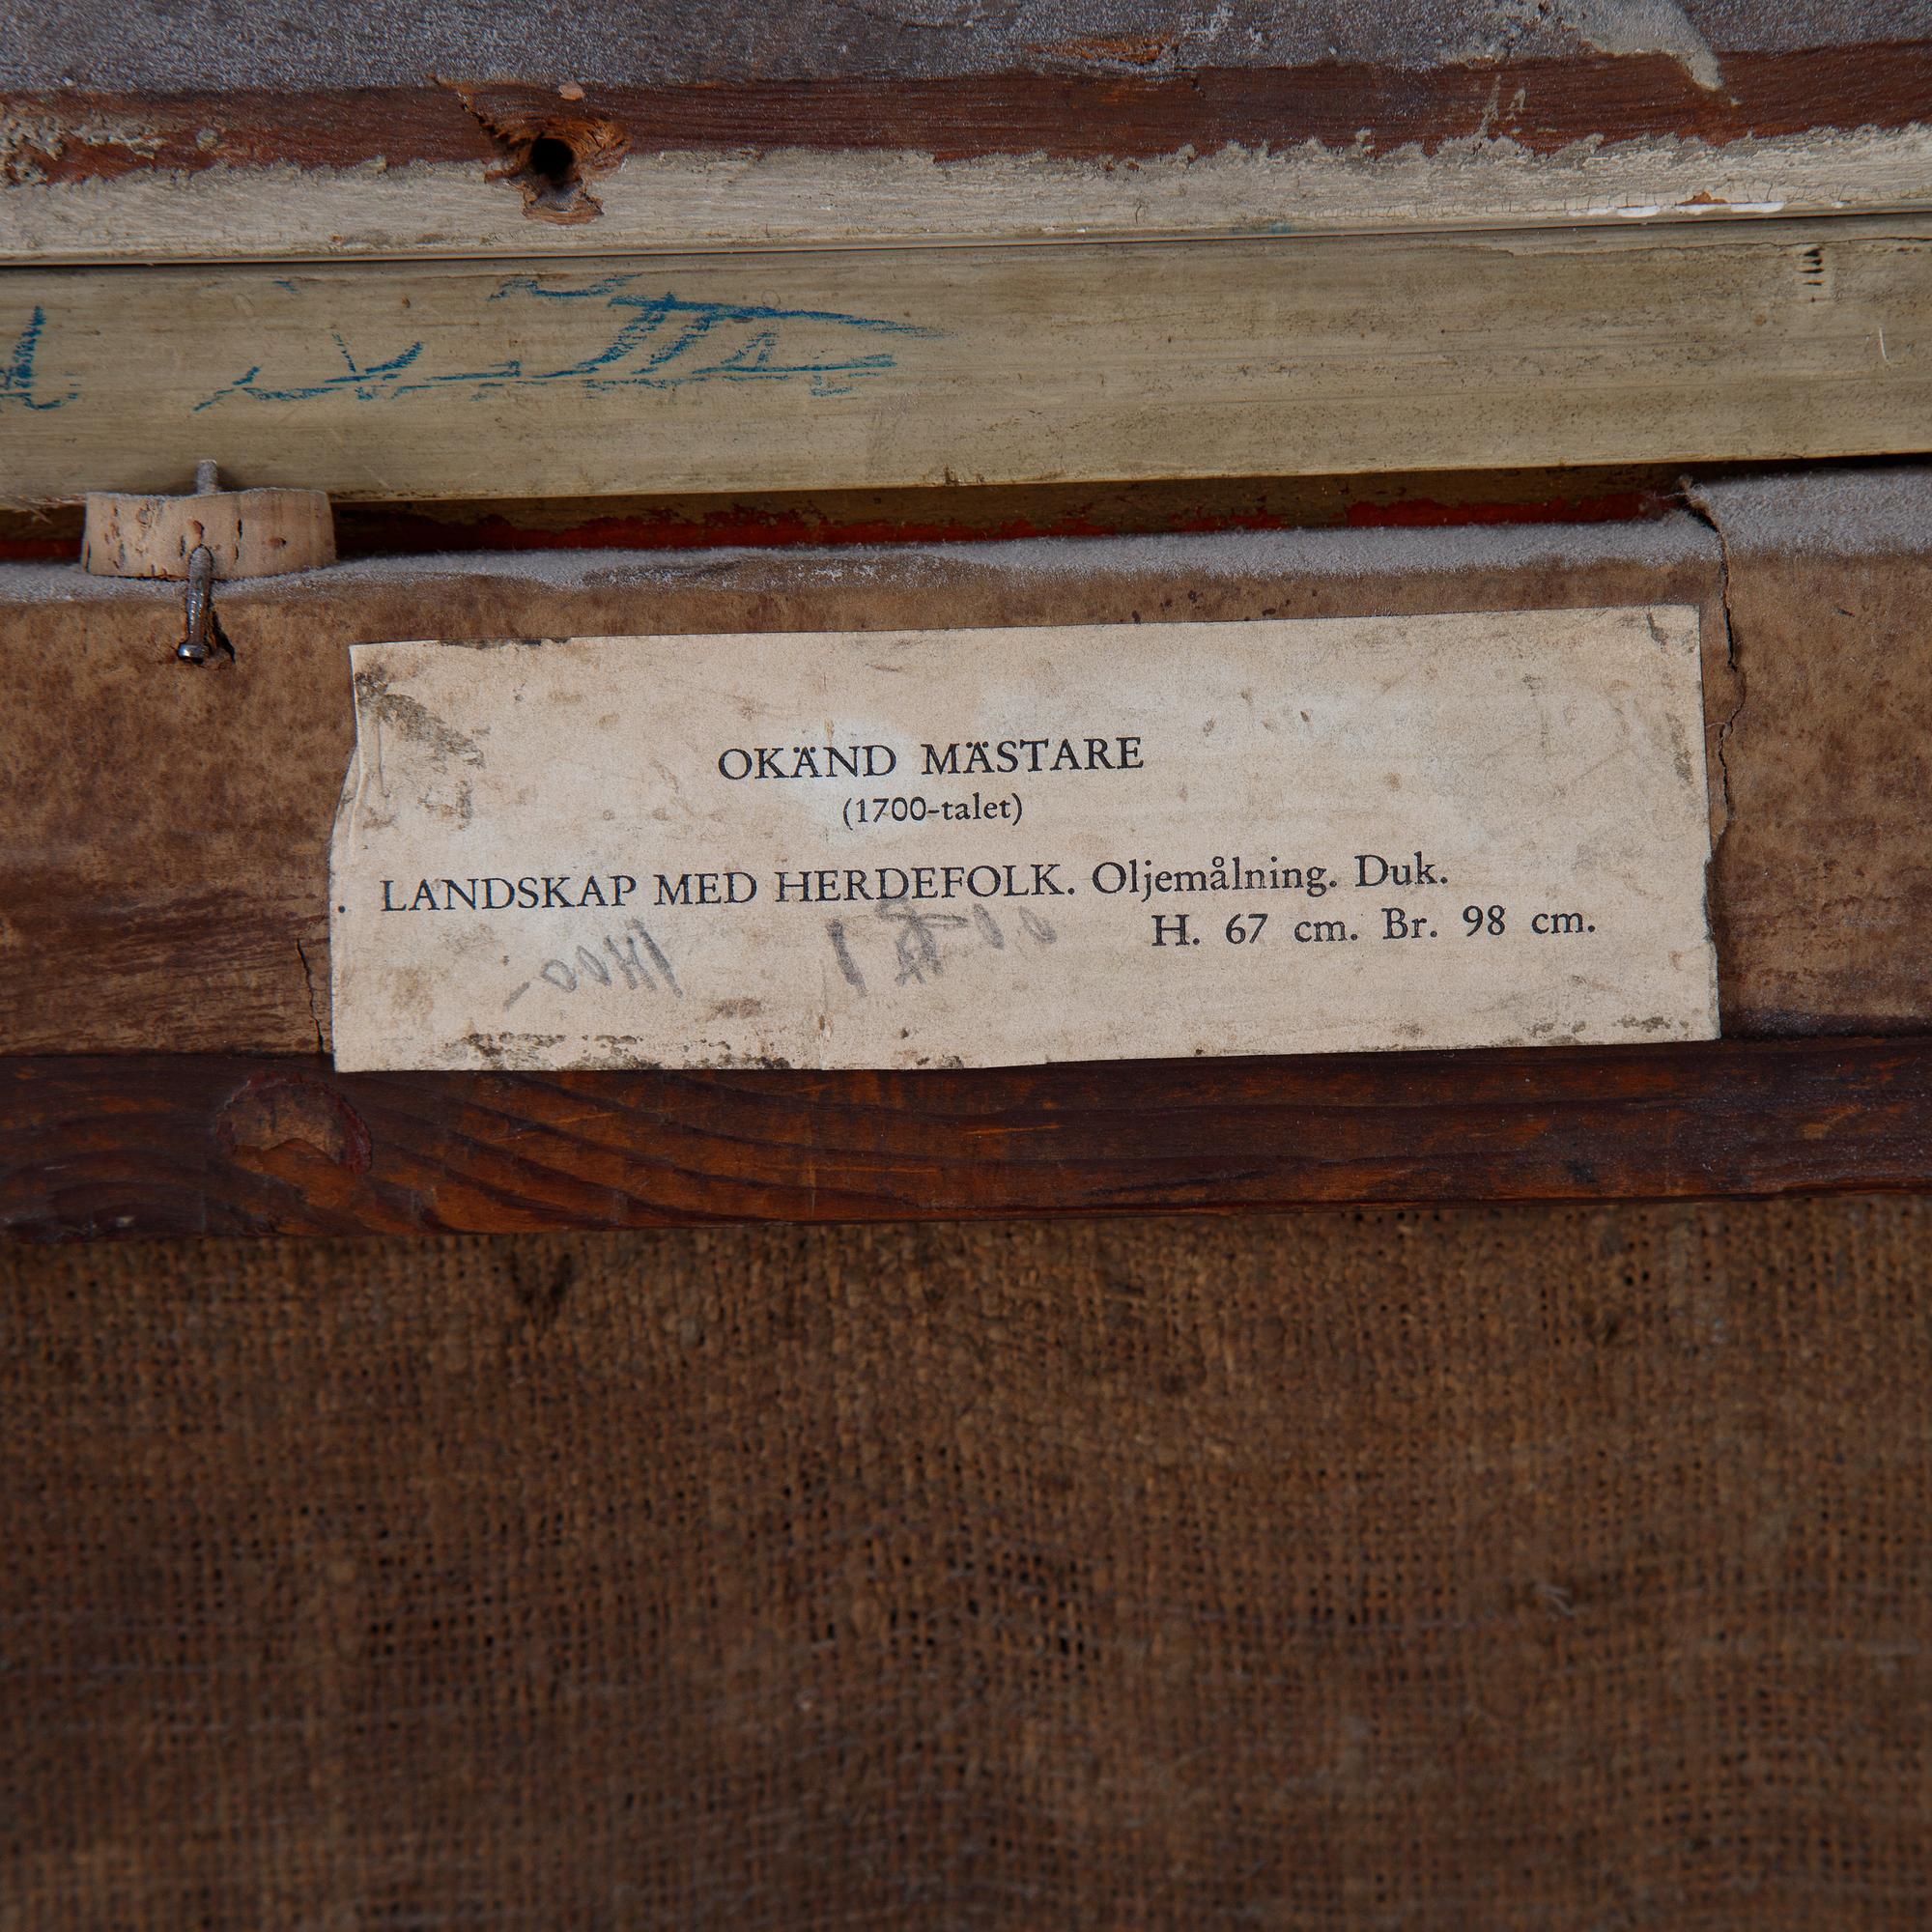 OKÄND MÄSTARE
(1700-talet)
. LANDSKAP MED HERDEFOLK. Oljemålning. Duk.
H. 67 cm. Br. 98 cm.